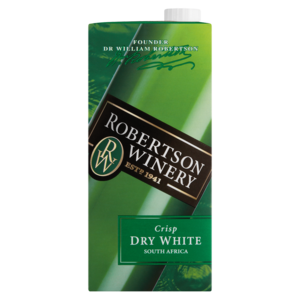 FOUNDER
DR WILLIAM ROBERTSON
ROBERTSON
WINERY
RW
ESTD 1941
Crisp
DRY WHITE
SOUTH AFRICA